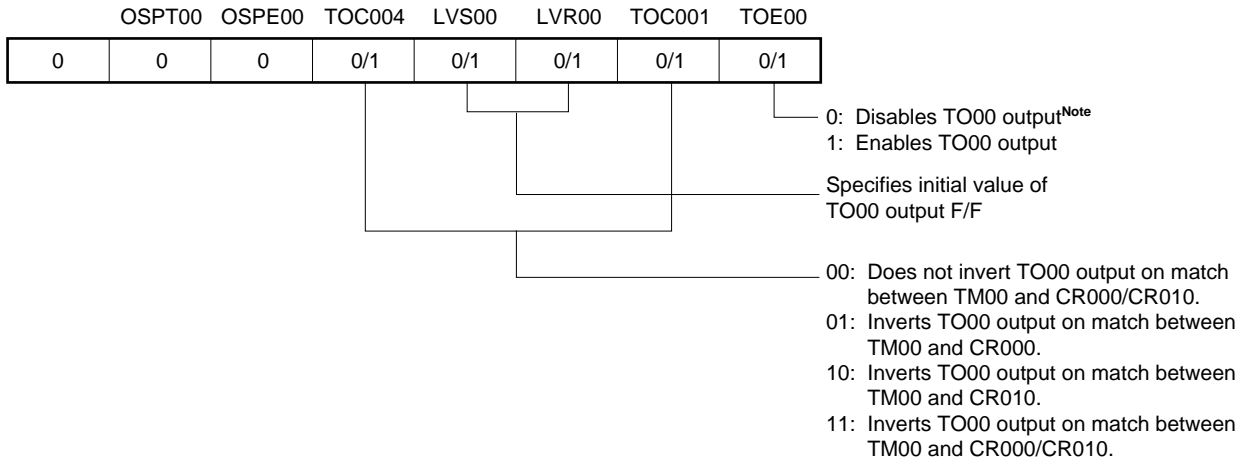 OSPT00 OSPE00 TOC004 LVS00 LVR00 TOC001 TOE00
0 0 0 0/1 0/1 0/1 0/1 0/1
0: Disables TO00 outputNote
1: Enables TO00 output
Specifies initial value of
TO00 output F/F
00: Does not invert TO00 output on match
between TM00 and CR000/CR010.
01: Inverts TO00 output on match between
TM00 and CR000.
10: Inverts TO00 output on match between
TM00 and CR010.
11: Inverts TO00 output on match between
TM00 and CR000/CR010.